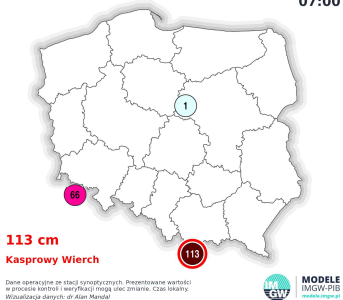 07:00
1
66
113
113 cm
Kasprowy Wierch
Dane operacyjne ze stacji synoptycznych. Prezentowane wartości
w procesie kontroli i weryfikacji mogą ulec zmianie. Czas lokalny.
Wizualizacja danych: dr Alan Mandal
IM
GW
MODELE
IMGW-PIB
modele.imgw.pl